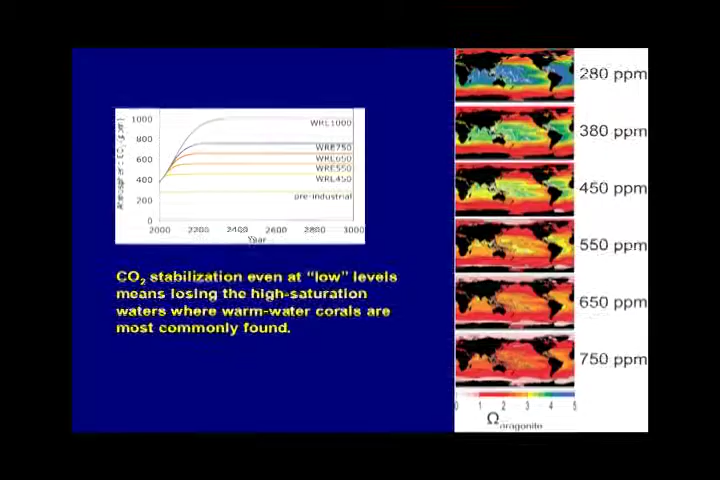 1000
800
600
400
200
0
Atmospheric CO2 (ppm)
WRE1000
WRE750
WRE650
WRE550
WRE450
pre-industrial
2000 2200 2400 2600 2800 3000
Year
CO2 stabilization even at "low" levels
means losing the high-saturation
waters where warm-water corals are
most commonly found.
280 ppm
380 ppm
450 ppm
550 ppm
650 ppm
750 ppm
0 1 2 3 4 5
Ωaragonite